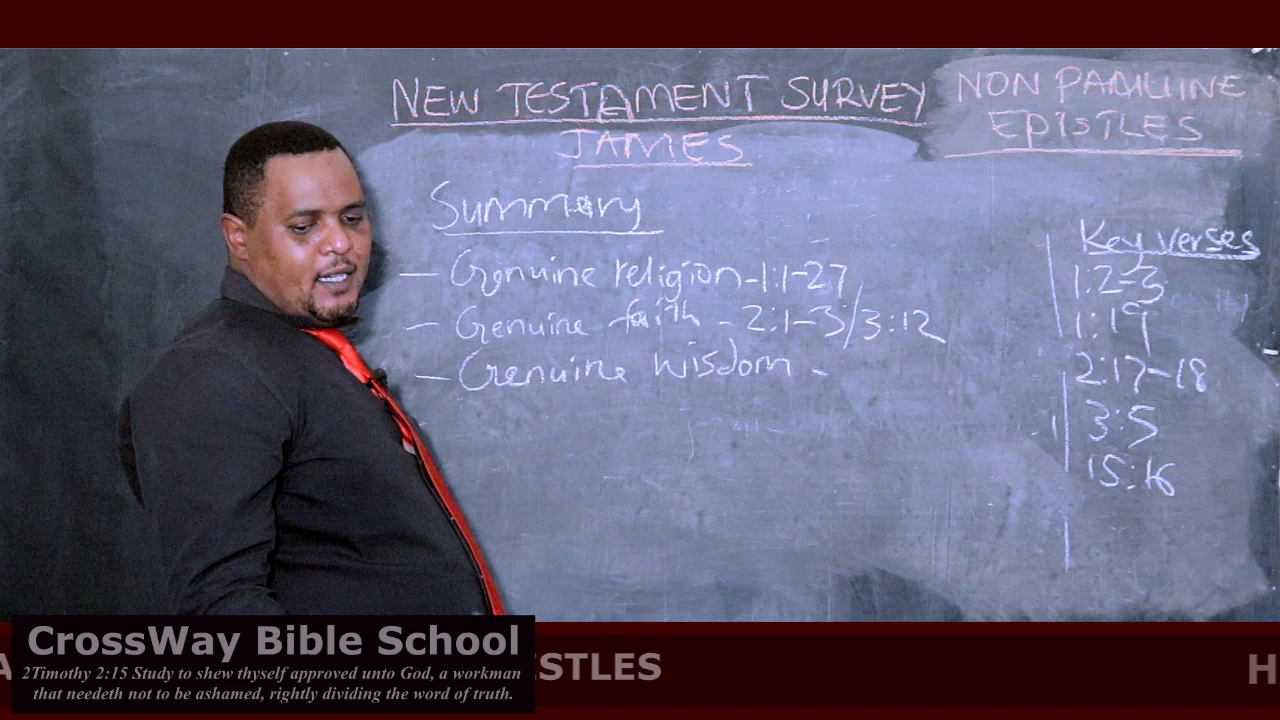 NEW TESTAMENT SURVEY
JAMES
NON PAULINE
EPISTLES
Summary
— Genuine religion - 1:1-27
— Genuine faith - 2:1-3/3:12
— Genuine wisdom -
Key verses
1:2-3
1:19
2:17-18
3:5
15:16
CrossWay Bible School
2Timothy 2:15 Study to shew thyself approved unto God, a workman
that needeth not to be ashamed, rightly dividing the word of truth.
A
ISTLES
H